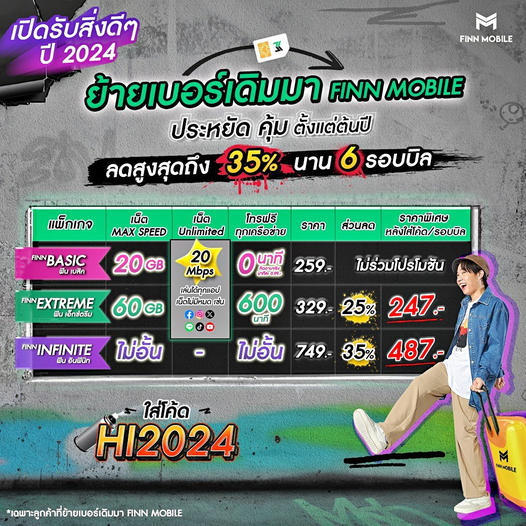 เปิดรับสิ่งดีๆ
ปี 2024
FINN MOBILE
ย้ายเบอร์เดิมมา FINN MOBILE
ประหยัด คุ้ม ตั้งแต่ต้นปี
ลดสูงสุดถึง 35% นาน 6 รอบบิล
แพ็กเกจ
เน็ต MAX SPEED
เน็ต Unlimited
โทรฟรี ทุกเครือข่าย
ราคา
ส่วนลด
ราคาพิเศษ หลังใส่โค้ด/รอบบิล
FINN BASIC
ฟิน เบสิค
20 GB
20 Mbps
เล่นได้ทุกแอป
เน็ตไม่มีหมด เช่น
0 นาที
259.-
ไม่ร่วมโปรโมชัน
FINN EXTREME
ฟิน เอ็กซ์ตรีม
60 GB
600 นาที
329.-
25%
247.-
FINN INFINITE
ฟิน อินฟินิท
ไม่อั้น
-
ไม่อั้น
749.-
35%
487.-
ใส่โค้ด
HI2024
FINN MOBILE
*เฉพาะลูกค้าที่ย้ายเบอร์เดิมมา FINN MOBILE